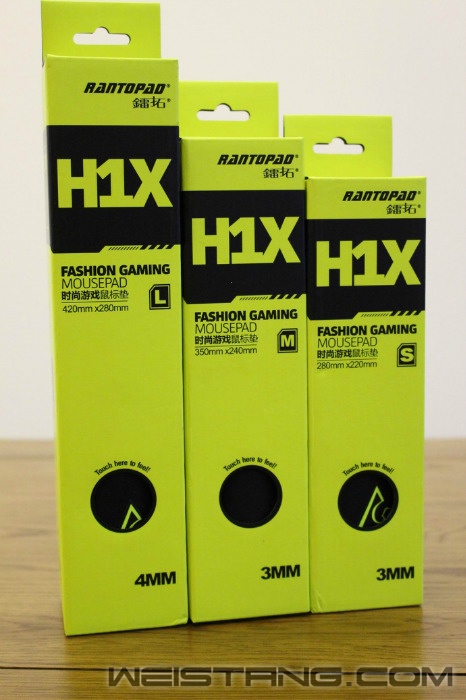 RANTOPAD®
鐳拓®
H1X
FASHION GAMING
MOUSEPAD
时尚游戏鼠标垫
L
420mm x280mm
Touch here to feel!!
4MM
RANTOPAD®
鐳拓®
H1X
FASHION GAMING
MOUSEPAD
时尚游戏鼠标垫
M
350mm x240mm
Touch here to feel!!
3MM
RANTOPAD®
鐳拓®
H1X
FASHION GAMING
MOUSEPAD
时尚游戏鼠标垫
S
280mm x220mm
Touch here to feel!!
3MM
WEISTANG.COM